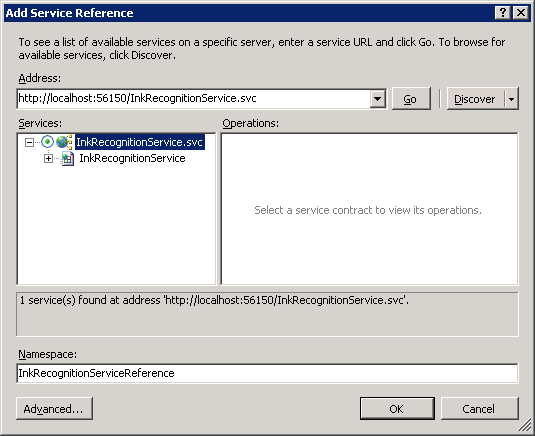 Add Service Reference
To see a list of available services on a specific server, enter a service URL and click Go. To browse for
available services, click Discover.
Address:
http://localhost:56150/InkRecognitionService.svc
Go
Discover
Services:
Operations:
InkRecognitionService.svc
InkRecognitionService
Select a service contract to view its operations.
1 service(s) found at address 'http://localhost:56150/InkRecognitionService.svc'.
Namespace:
InkRecognitionServiceReference
Advanced...
OK
Cancel